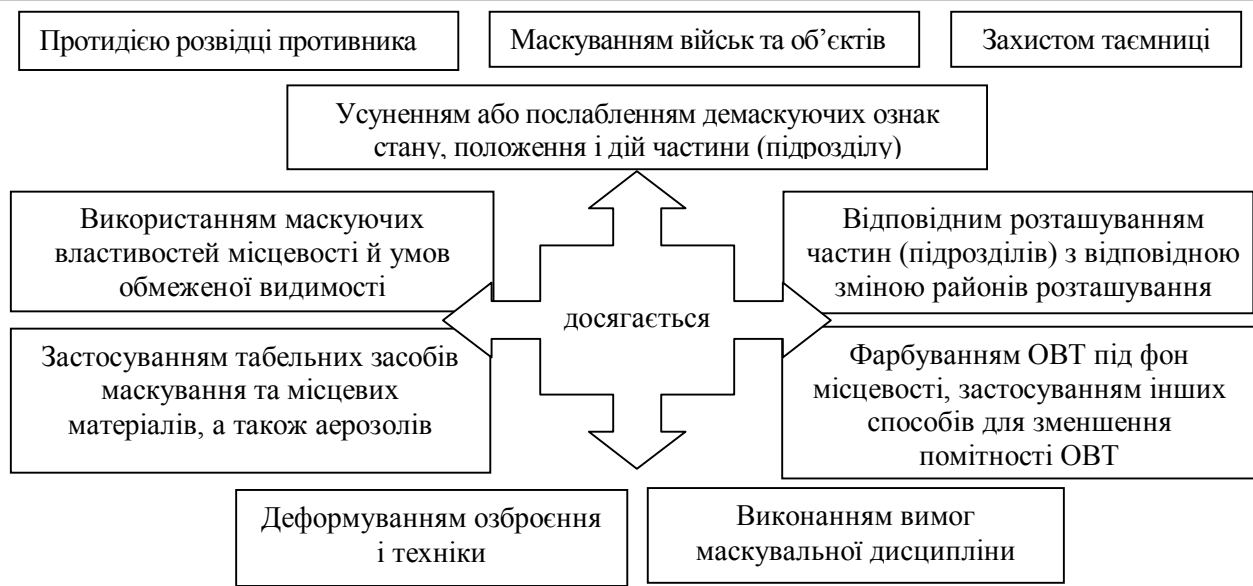 Протидією розвідці противника
Маскуванням військ та об’єктів
Захистом таємниці
Усуненням або послабленням демаскуючих ознак
стану, положення і дій частини (підрозділу)
Використанням маскуючих
властивостей місцевості й умов
обмеженої видимості
Відповідним розташуванням
частин (підрозділів) з відповідною
зміною районів розташування
досягається
Застосуванням табельних засобів
маскування та місцевих
матеріалів, а також аерозолів
Фарбуванням ОВТ під фон
місцевості, застосуванням інших
способів для зменшення
помітності ОВТ
Деформуванням озброєння
і техніки
Виконанням вимог
маскувальної дисципліни